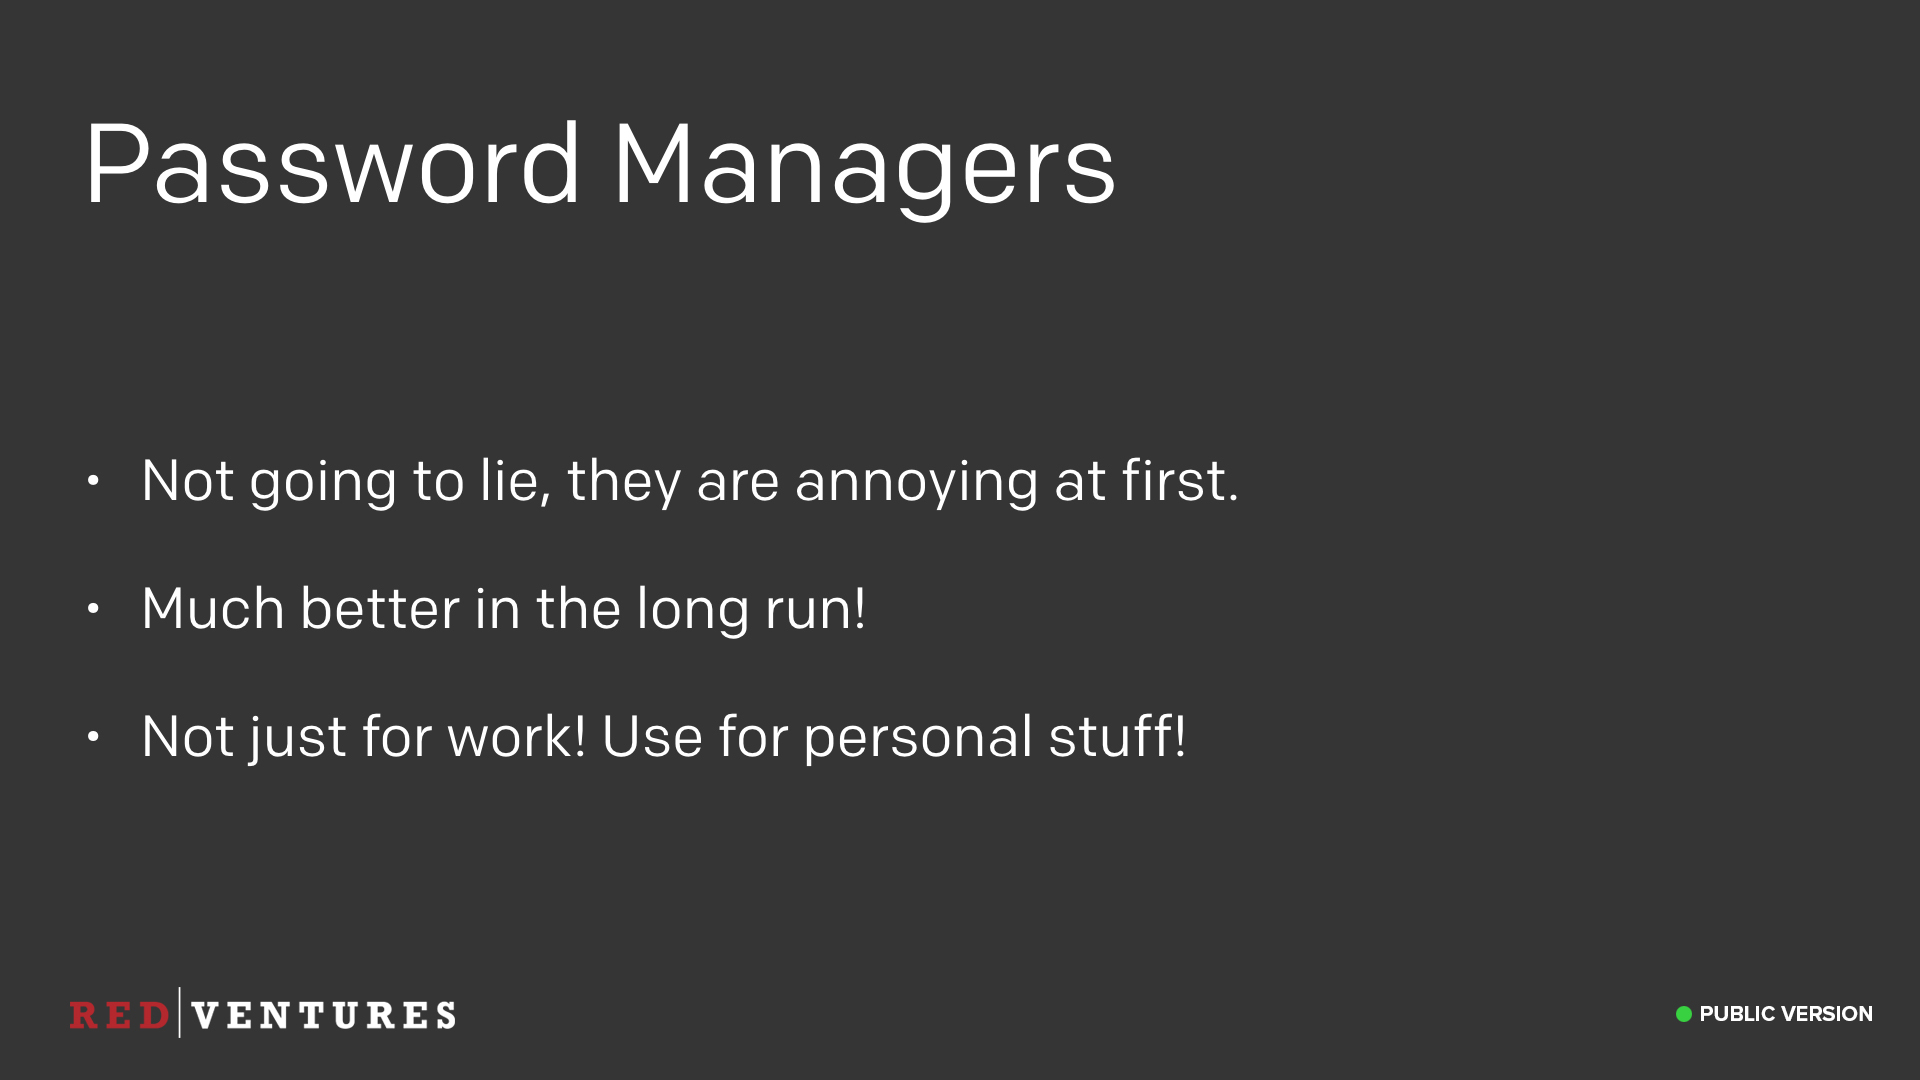 Password Managers
• Not going to lie, they are annoying at first.
• Much better in the long run!
• Not just for work! Use for personal stuff!
RED|VENTURES
PUBLIC VERSION